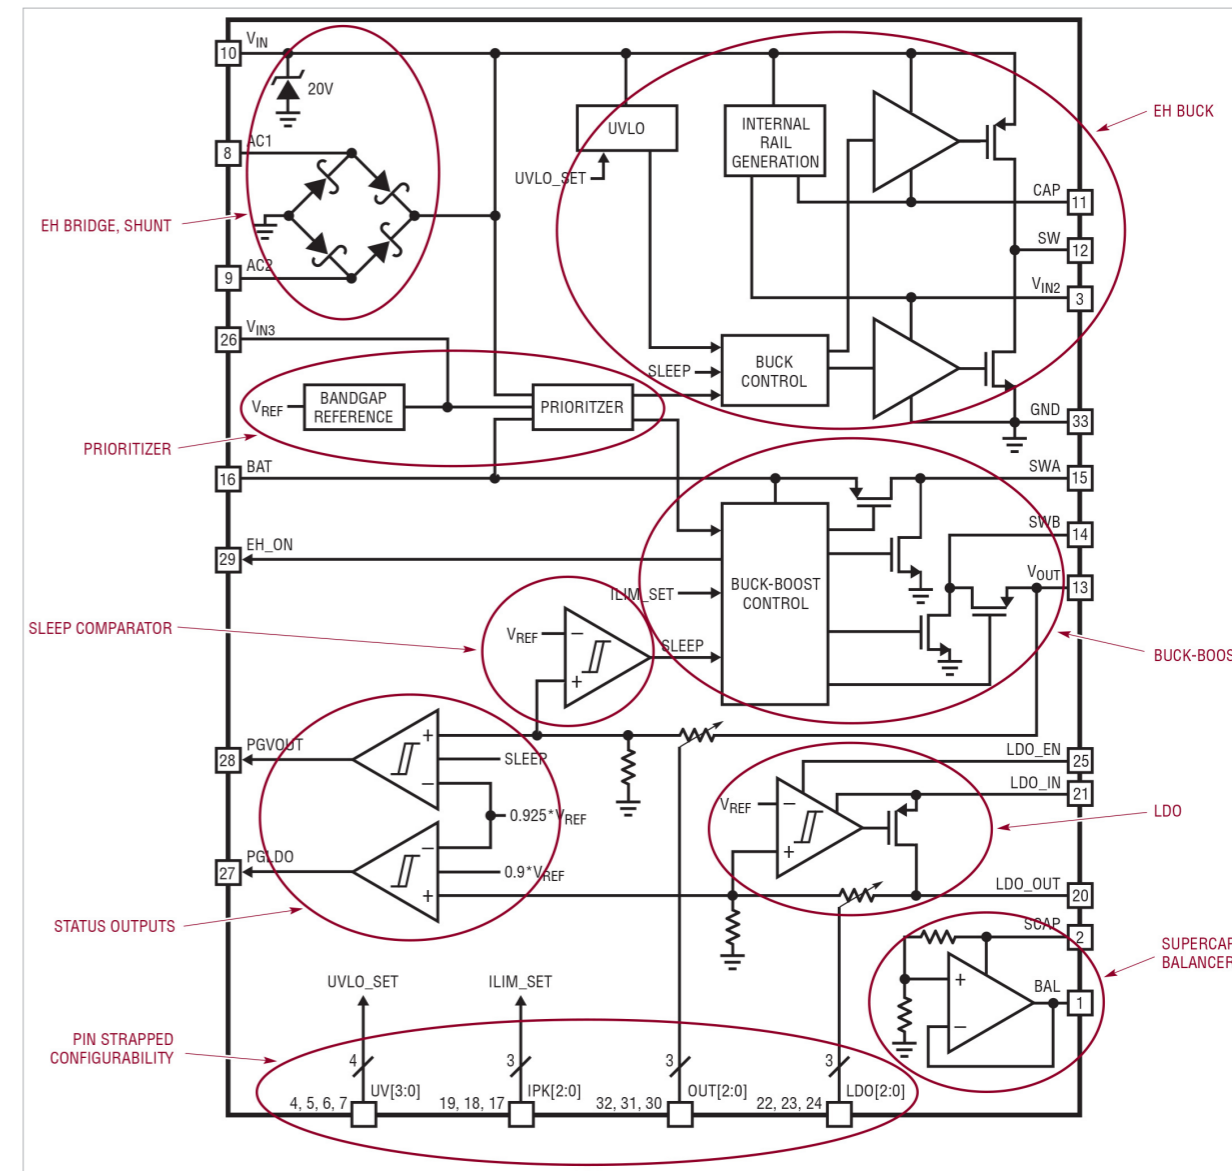 10
VIN
20V
UVLO
INTERNAL
RAIL
GENERATION
EH BUCK
8
AC1
UVLO_SET
CAP
11
EH BRIDGE, SHUNT
SW
12
9
AC2
VIN2
3
26
VIN3
SLEEP
BUCK
CONTROL
VREF
BANDGAP
REFERENCE
PRIORITZER
GND
33
PRIORITIZER
16
BAT
SWA
15
SWB
14
29
EH_ON
VOUT
13
ILIM_SET
BUCK-BOOST
CONTROL
SLEEP COMPARATOR
VREF
−
+
SLEEP
BUCK-BOOS
28
PGVOUT
+
SLEEP
−
LDO_EN
25
LDO_IN
21
VREF
−
+
LDO
0.925*VREF
27
PGLDO
−
0.9*VREF
+
LDO_OUT
20
STATUS OUTPUTS
SCAP
2
SUPERCAP
BALANCER
+
−
BAL
1
UVLO_SET
ILIM_SET
PIN STRAPPED
CONFIGURABILITY
4
3
3
3
UV[3:0]
IPK[2:0]
OUT[2:0]
LDO[2:0]
4, 5, 6, 7
19, 18, 17
32, 31, 30
22, 23, 24